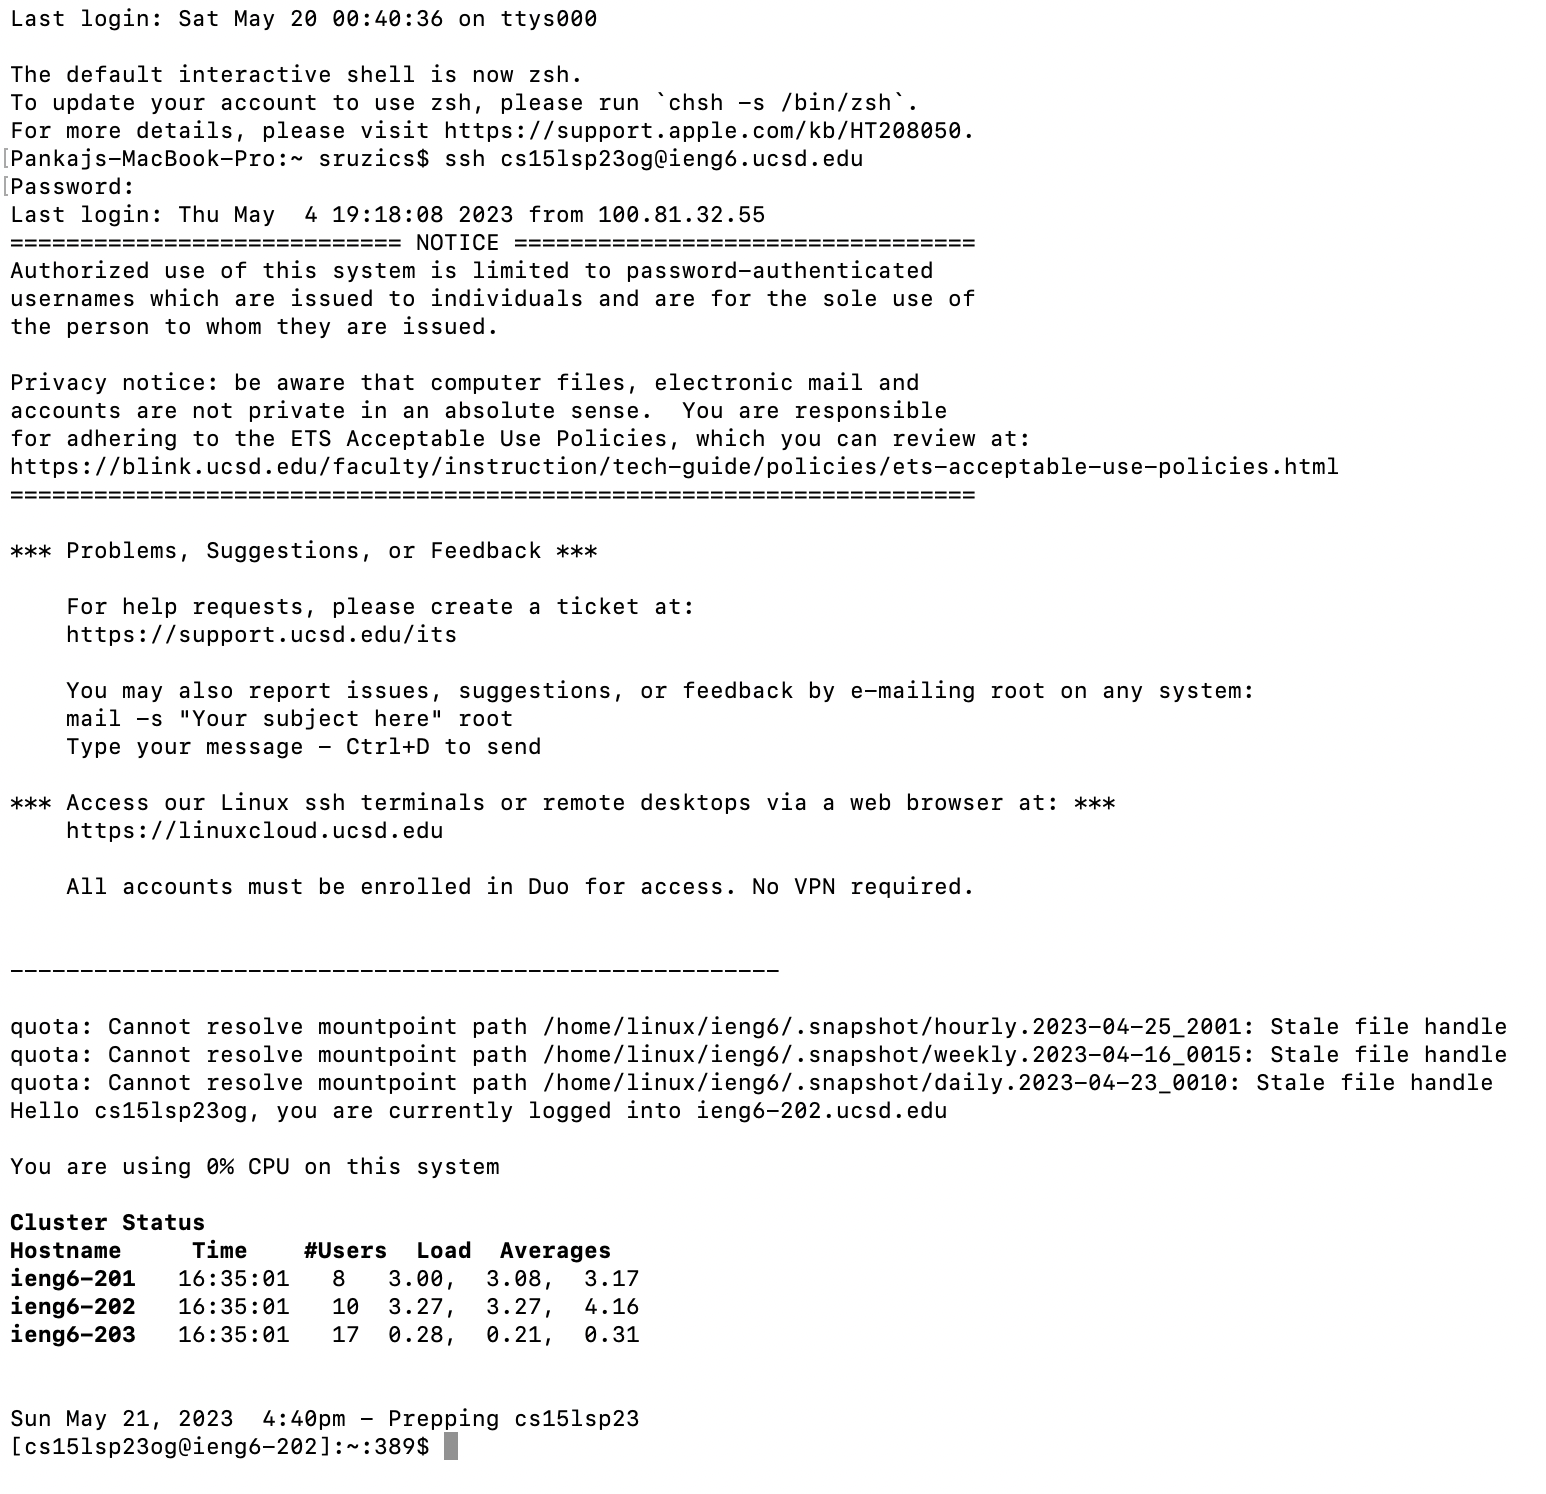 Last login: Sat May 20 00:40:36 on ttys000

The default interactive shell is now zsh.
To update your account to use zsh, please run `chsh -s /bin/zsh`.
For more details, please visit https://support.apple.com/kb/HT208050.
[Pankajs-MacBook-Pro:~ sruzics$ ssh cs15lsp23og@ieng6.ucsd.edu
[Password:
Last login: Thu May  4 19:18:08 2023 from 100.81.32.55
============================ NOTICE =================================
Authorized use of this system is limited to password-authenticated
usernames which are issued to individuals and are for the sole use of
the person to whom they are issued.

Privacy notice: be aware that computer files, electronic mail and
accounts are not private in an absolute sense.  You are responsible
for adhering to the ETS Acceptable Use Policies, which you can review at:
https://blink.ucsd.edu/faculty/instruction/tech-guide/policies/ets-acceptable-use-policies.html
=====================================================================

*** Problems, Suggestions, or Feedback ***

    For help requests, please create a ticket at:
    https://support.ucsd.edu/its

    You may also report issues, suggestions, or feedback by e-mailing root on any system:
    mail -s "Your subject here" root
    Type your message - Ctrl+D to send

*** Access our Linux ssh terminals or remote desktops via a web browser at: ***
    https://linuxcloud.ucsd.edu

    All accounts must be enrolled in Duo for access. No VPN required.


-------------------------------------------------------

quota: Cannot resolve mountpoint path /home/linux/ieng6/.snapshot/hourly.2023-04-25_2001: Stale file handle
quota: Cannot resolve mountpoint path /home/linux/ieng6/.snapshot/weekly.2023-04-16_0015: Stale file handle
quota: Cannot resolve mountpoint path /home/linux/ieng6/.snapshot/daily.2023-04-23_0010: Stale file handle
Hello cs15lsp23og, you are currently logged into ieng6-202.ucsd.edu

You are using 0% CPU on this system

Cluster Status
Hostname     Time    #Users  Load  Averages
ieng6-201   16:35:01   8   3.00,  3.08,  3.17
ieng6-202   16:35:01   10  3.27,  3.27,  4.16
ieng6-203   16:35:01   17  0.28,  0.21,  0.31


Sun May 21, 2023  4:40pm - Prepping cs15lsp23
[cs15lsp23og@ieng6-202]:~:389$